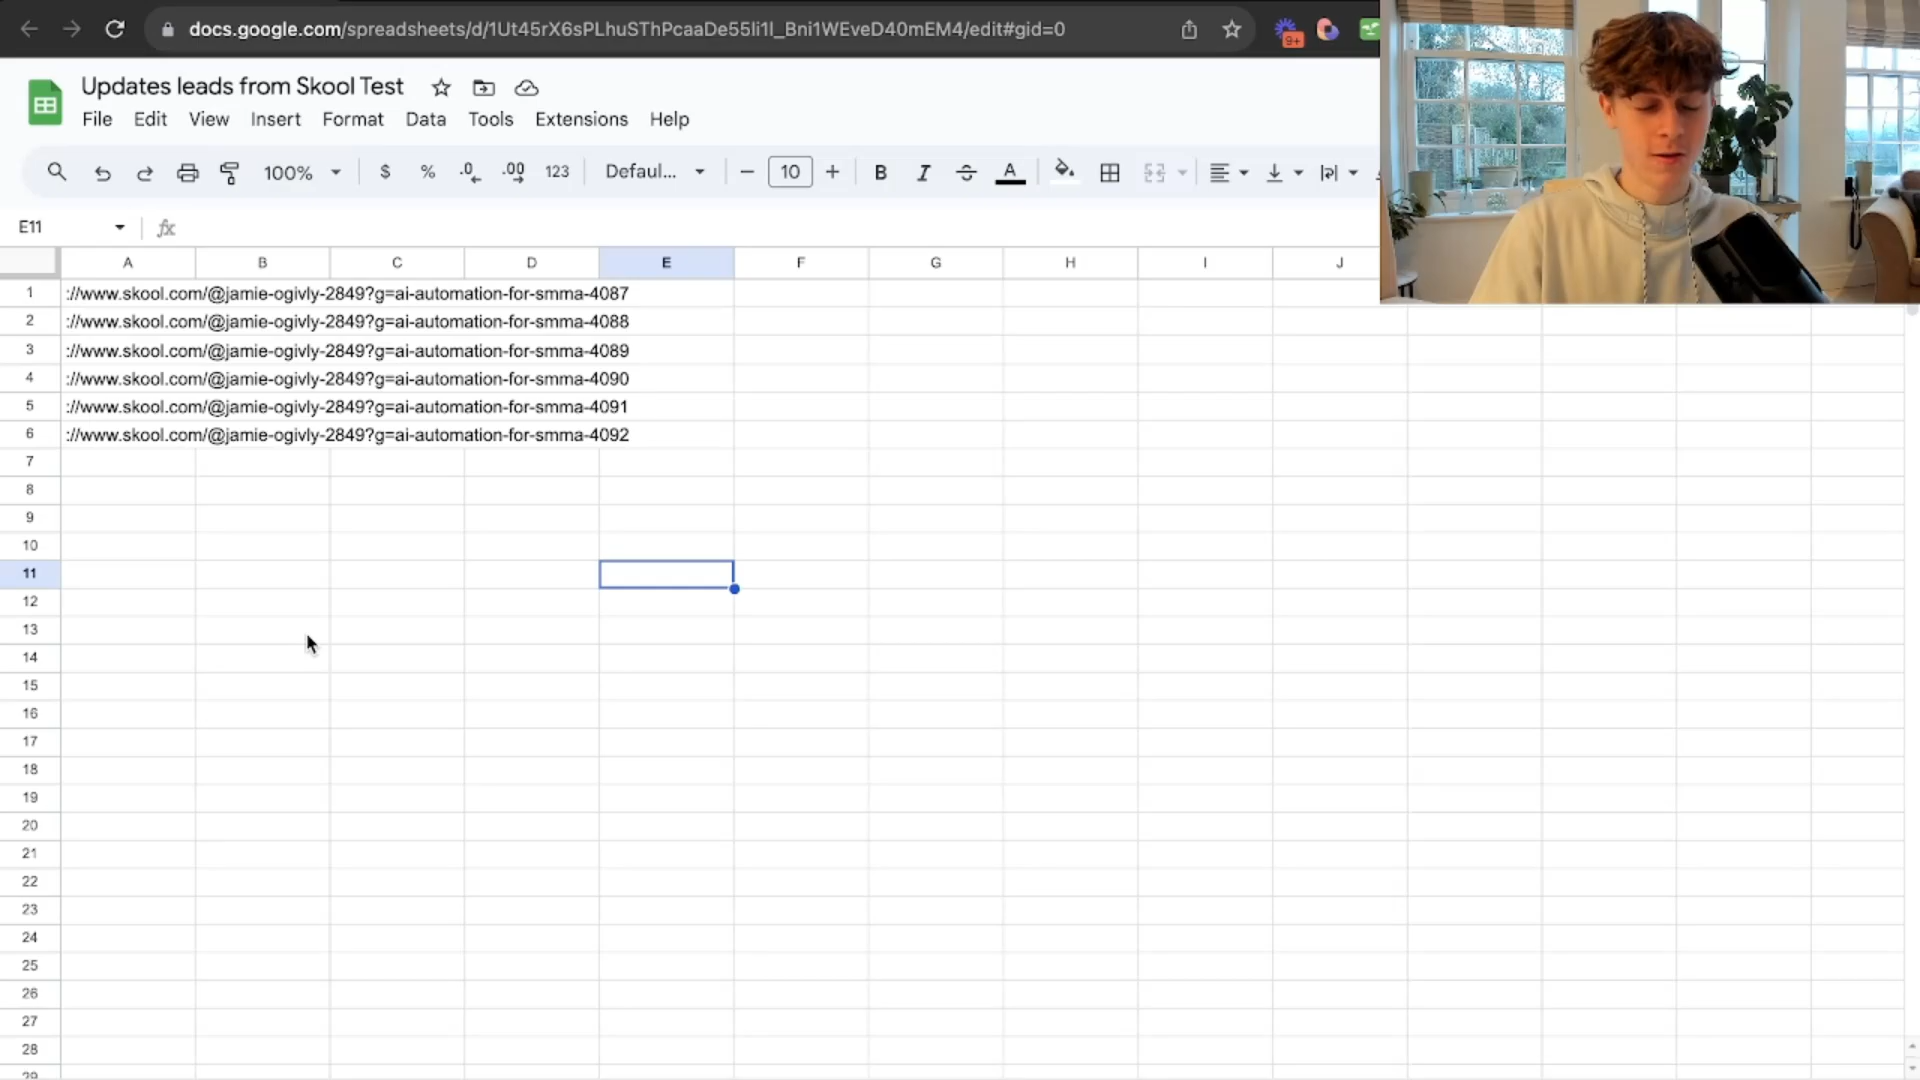 docs.google.com/spreadsheets/d/1Ut45rX6sPLhuSThPcaaDe55Ii1I_Bni1WEveD40mEM4/edit#gid=0
9+
Updates leads from Skool Test
File Edit View Insert Format Data Tools Extensions Help
100% $ % .0 .00 123 Defaul... 10 B I S A
E11 fx
A B C D E F G H I J
1 ://www.skool.com/@jamie-ogivly-2849?g=ai-automation-for-smma-4087
2 ://www.skool.com/@jamie-ogivly-2849?g=ai-automation-for-smma-4088
3 ://www.skool.com/@jamie-ogivly-2849?g=ai-automation-for-smma-4089
4 ://www.skool.com/@jamie-ogivly-2849?g=ai-automation-for-smma-4090
5 ://www.skool.com/@jamie-ogivly-2849?g=ai-automation-for-smma-4091
6 ://www.skool.com/@jamie-ogivly-2849?g=ai-automation-for-smma-4092
7
8
9
10
11
12
13
14
15
16
17
18
19
20
21
22
23
24
25
26
27
28
29